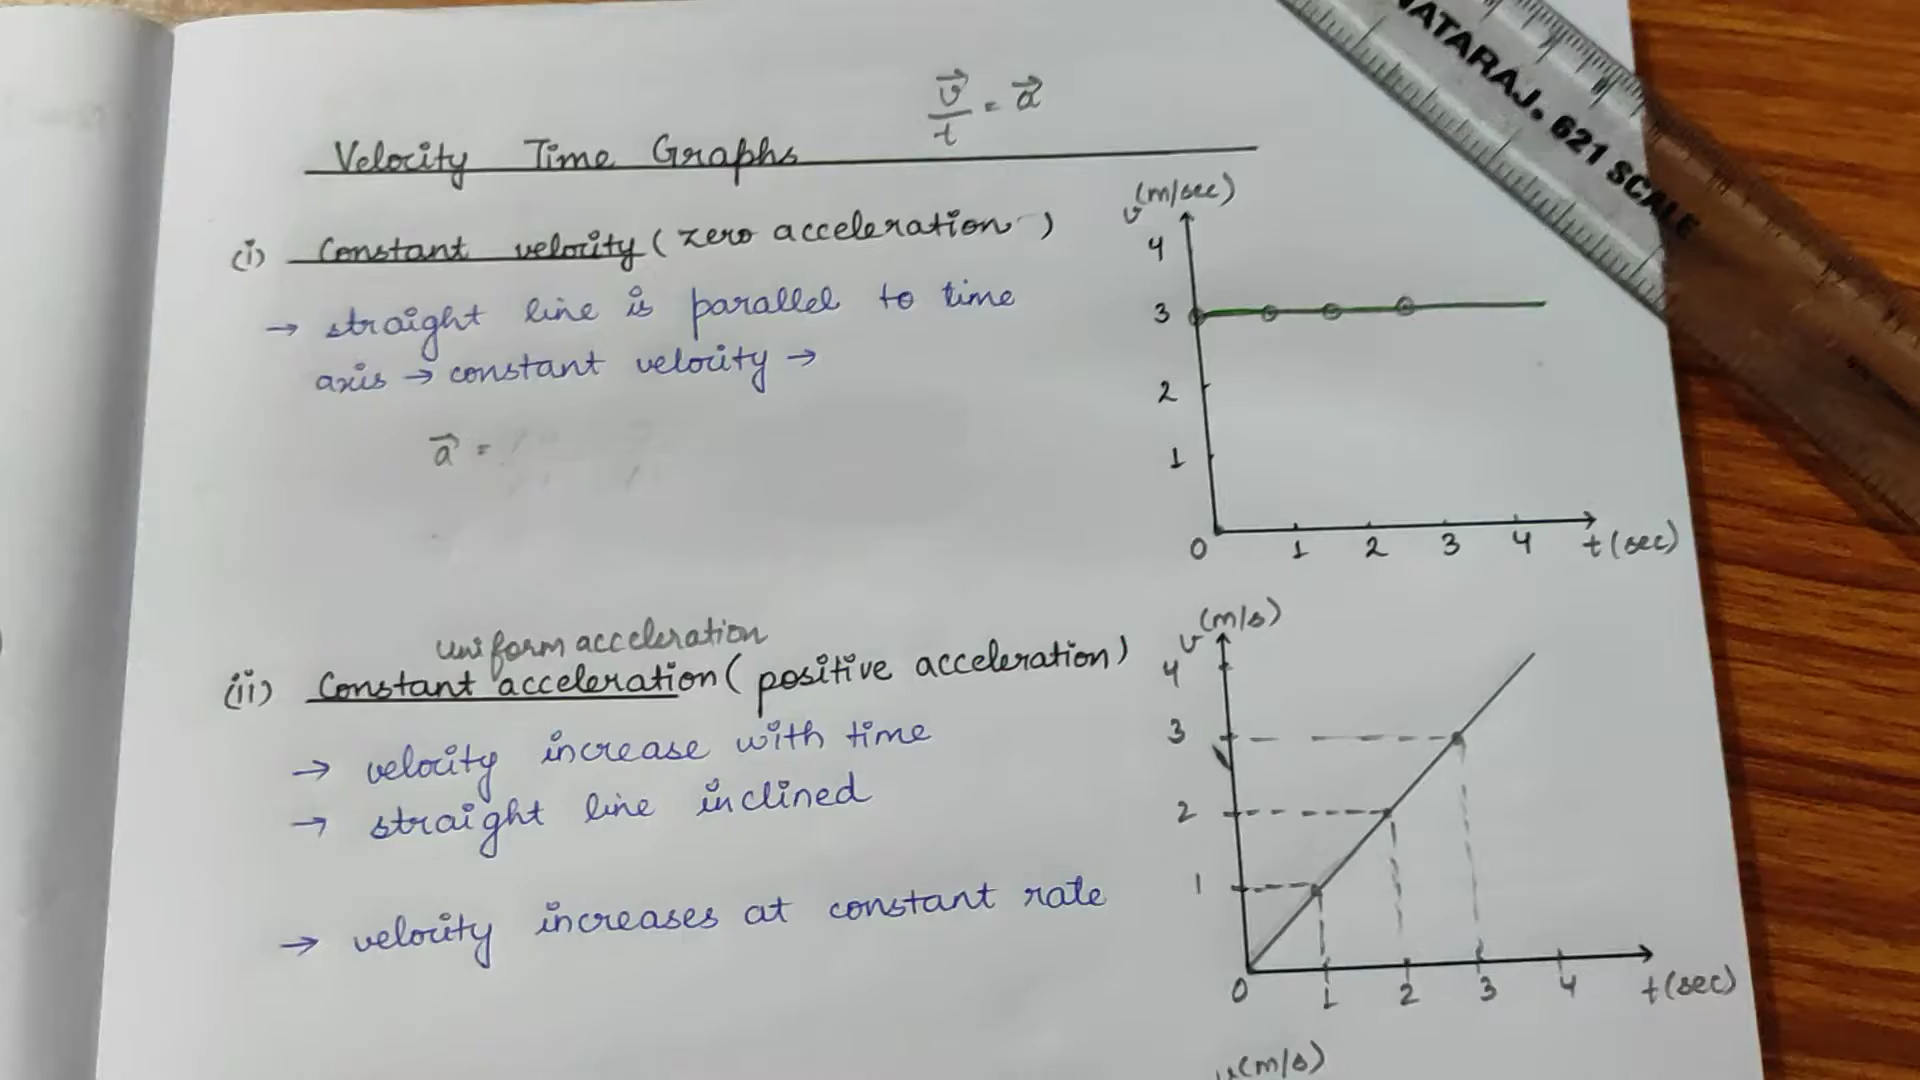 v⃗/t = a⃗
Velocity Time Graphs
(i) Constant velocity (zero acceleration)
→ straight line is parallel to time
axis → constant velocity →
a⃗ =
v (m/sec)
4
3
2
1
0 1 2 3 4 t (sec)
uniform acceleration
(ii) Constant acceleration (positive acceleration)
→ velocity increase with time
→ straight line inclined
→ velocity increases at constant rate
v (m/s)
4
3
2
1
0 1 2 3 4 t (sec)
v(m/s)
NATARAJ. 621 SCALE